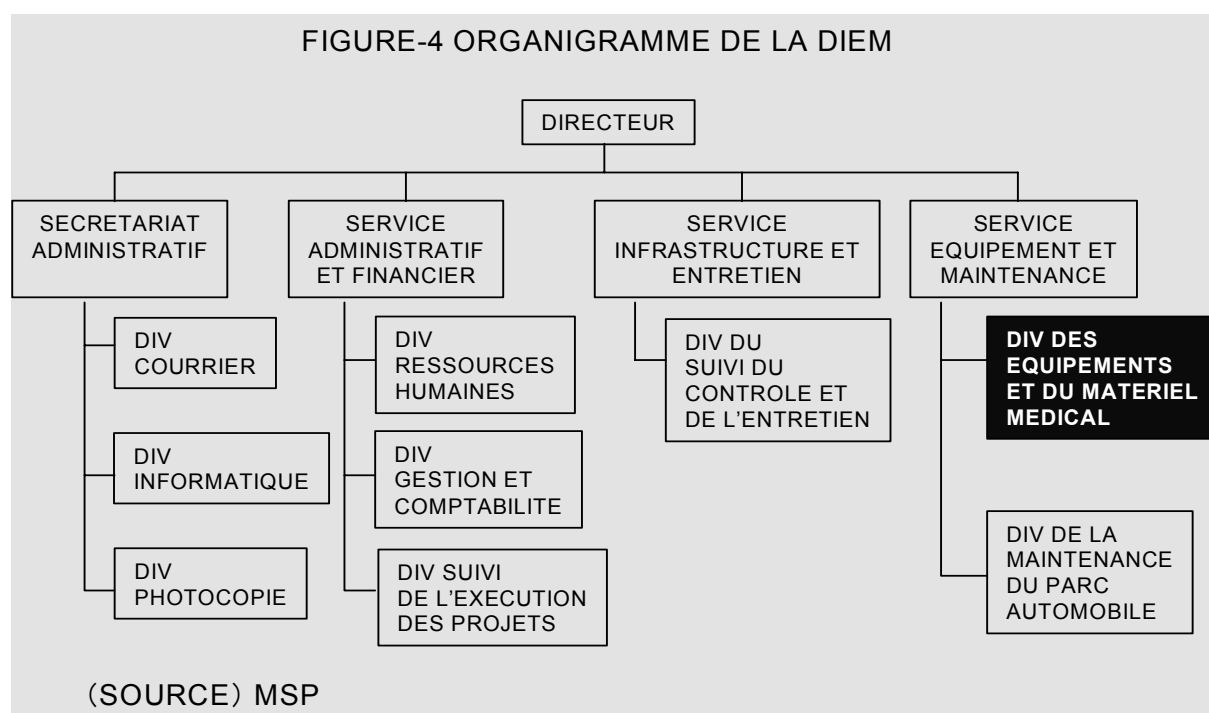 FIGURE-4 ORGANIGRAMME DE LA DIEM
DIRECTEUR
SECRETARIAT
ADMINISTRATIF
SERVICE
ADMINISTRATIF
ET FINANCIER
SERVICE
INFRASTRUCTURE ET
ENTRETIEN
SERVICE
EQUIPEMENT ET
MAINTENANCE
DIV
COURRIER
DIV
INFORMATIQUE
DIV
PHOTOCOPIE
DIV
RESSOURCES
HUMAINES
DIV
GESTION ET
COMPTABILITE
DIV SUIVI
DE L'EXECUTION
DES PROJETS
DIV DU
SUIVI DU
CONTROLE ET
DE L'ENTRETIEN
DIV DES
EQUIPEMENTS
ET DU MATERIEL
MEDICAL
DIV DE LA
MAINTENANCE
DU PARC
AUTOMOBILE
(SOURCE) MSP